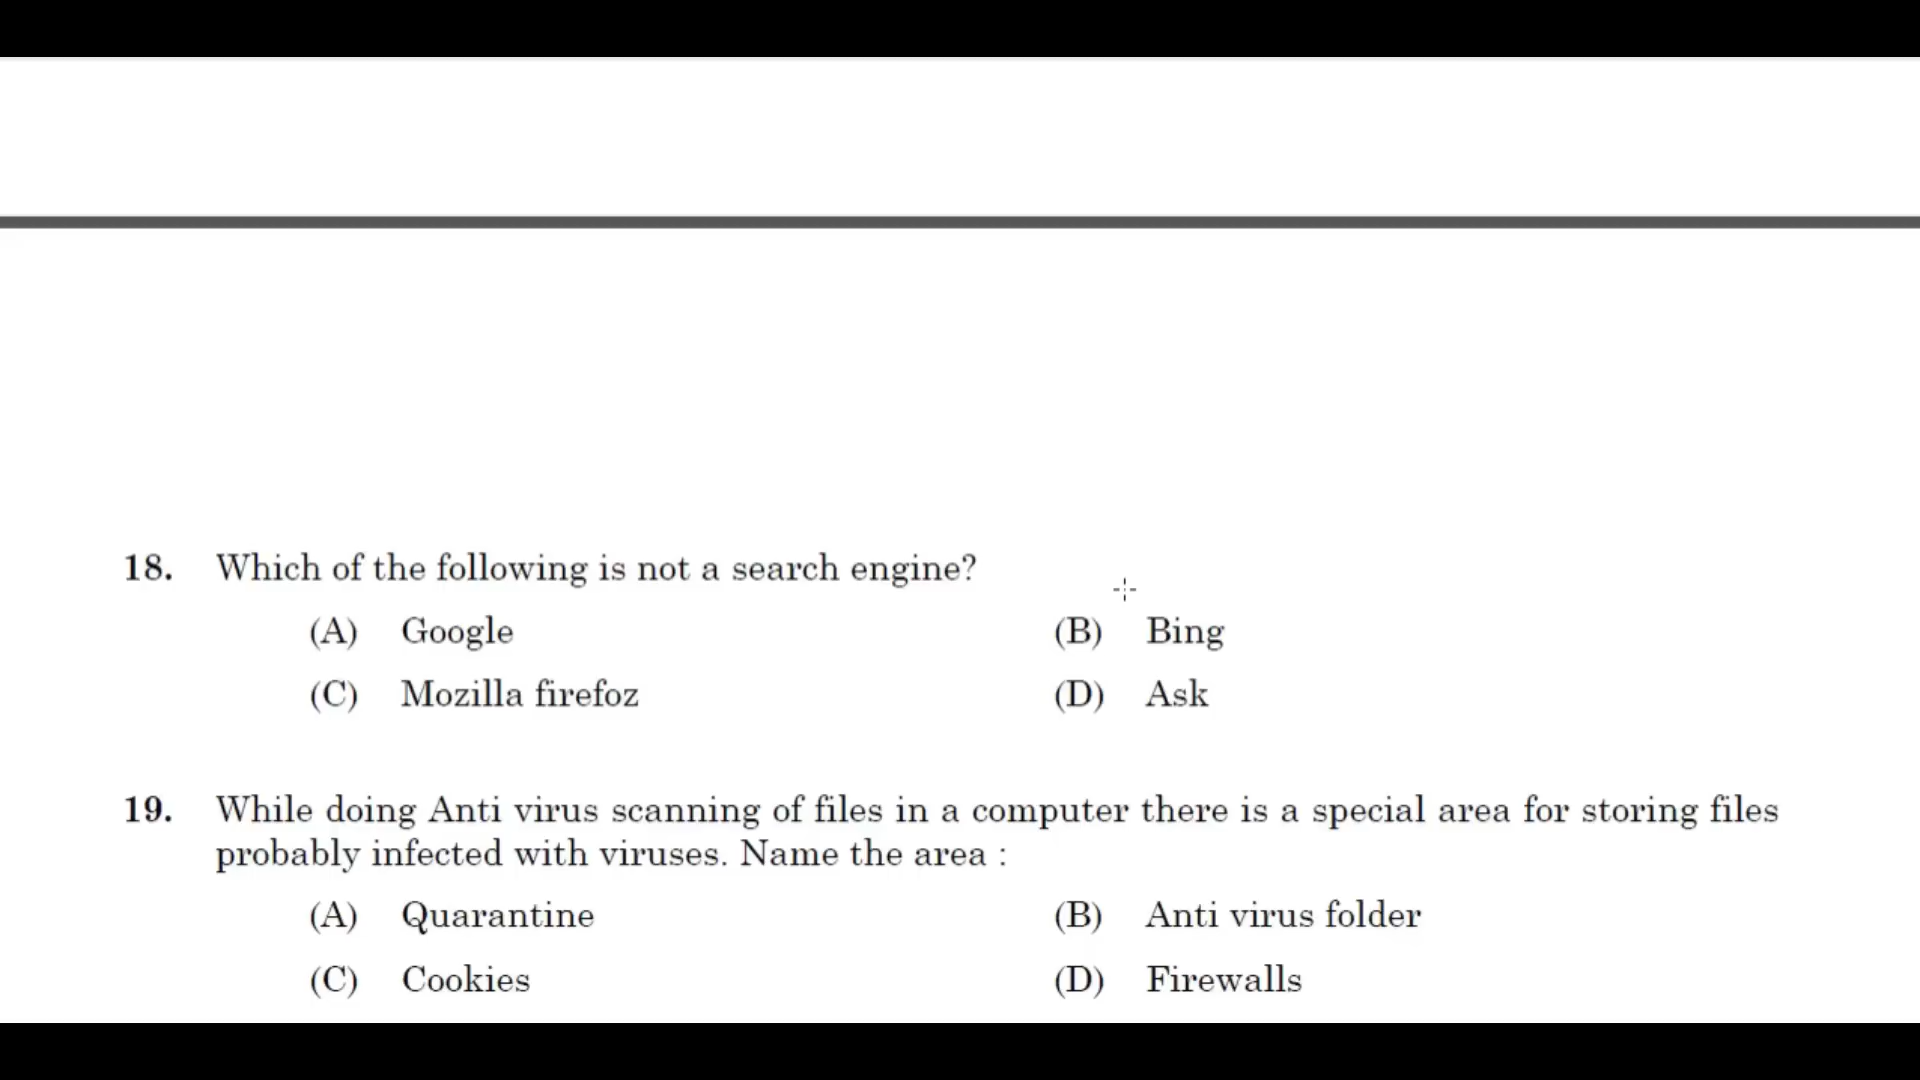 18. Which of the following is not a search engine?
(A) Google (B) Bing
(C) Mozilla firefoz (D) Ask
19. While doing Anti virus scanning of files in a computer there is a special area for storing files
probably infected with viruses. Name the area :
(A) Quarantine (B) Anti virus folder
(C) Cookies (D) Firewalls